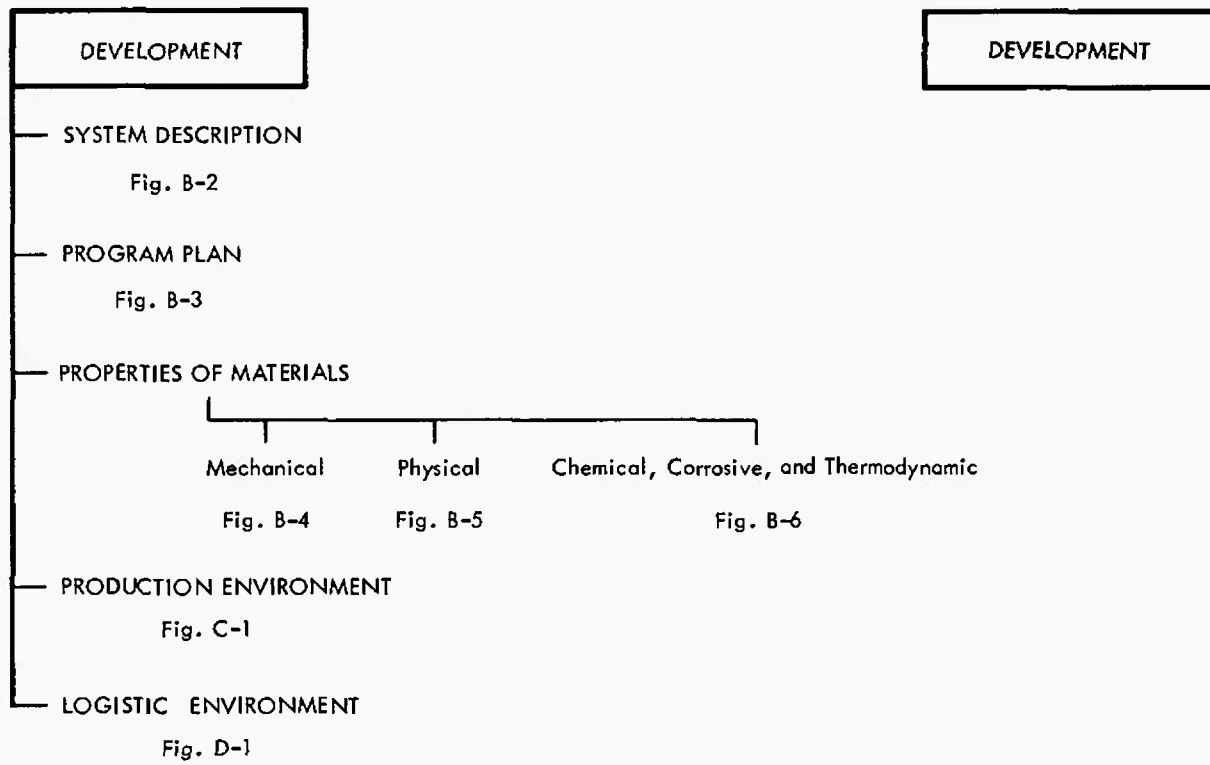 DEVELOPMENT
DEVELOPMENT
SYSTEM DESCRIPTION
Fig. B-2
PROGRAM PLAN
Fig. B-3
PROPERTIES OF MATERIALS
Mechanical Physical Chemical, Corrosive, and Thermodynamic
Fig. B-4 Fig. B-5 Fig. B-6
PRODUCTION ENVIRONMENT
Fig. C-1
LOGISTIC ENVIRONMENT
Fig. D-1